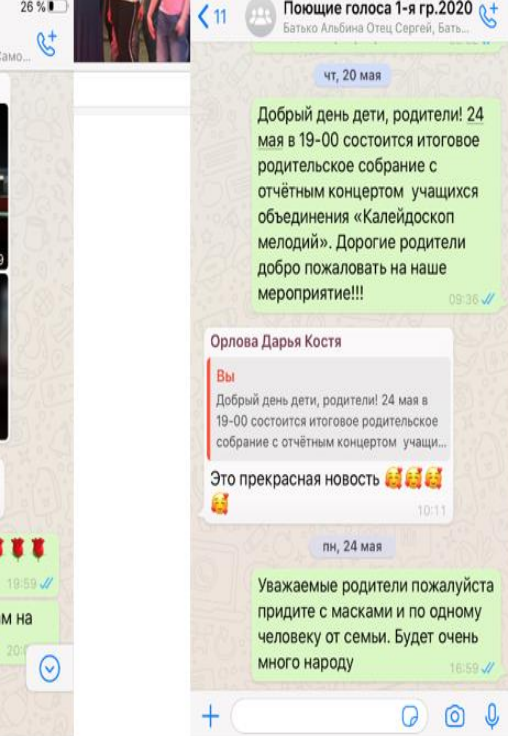 26 %
Само...
19:59
м на
20:
11
Поющие голоса 1-я гр.2020
Батько Альбина Отец Сергей, Бать...
чт, 20 мая
Добрый день дети, родители! 24
мая в 19-00 состоится итоговое
родительское собрание с
отчётным концертом учащихся
объединения «Калейдоскоп
мелодий». Дорогие родители
добро пожаловать на наше
мероприятие!!!
09:36
Орлова Дарья Костя
Вы
Добрый день дети, родители! 24 мая в
19-00 состоится итоговое родительское
собрание с отчётным концертом учащи...
Это прекрасная новость 🥰🥰🥰
🥰
10:11
пн, 24 мая
Уважаемые родители пожалуйста
придите с масками и по одному
человеку от семьи. Будет очень
много народу
16:59